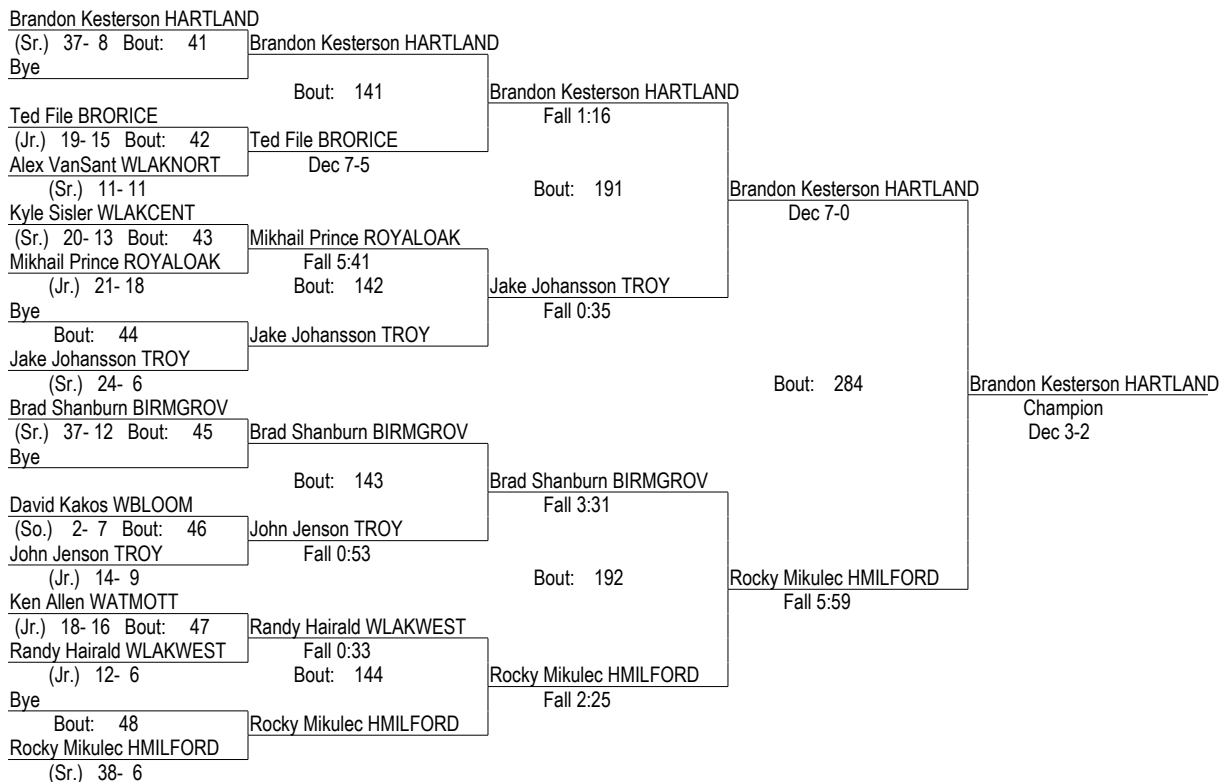 Brandon Kesterson HARTLAND
(Sr.) 37- 8 Bout: 41
Brandon Kesterson HARTLAND
Bye
Bout: 141
Brandon Kesterson HARTLAND
Ted File BRORICE
Fall 1:16
(Jr.) 19- 15 Bout: 42
Ted File BRORICE
Alex VanSant WLAKNORT
Dec 7-5
(Sr.) 11- 11
Bout: 191
Brandon Kesterson HARTLAND
Kyle Sisler WLAKCENT
Dec 7-0
(Sr.) 20- 13 Bout: 43
Mikhail Prince ROYALOAK
Mikhail Prince ROYALOAK
Fall 5:41
(Jr.) 21- 18
Bout: 142
Jake Johansson TROY
Bye
Fall 0:35
Bout: 44
Jake Johansson TROY
Jake Johansson TROY
(Sr.) 24- 6
Bout: 284
Brandon Kesterson HARTLAND
Brad Shanburn BIRMGROV
Champion
(Sr.) 37- 12 Bout: 45
Brad Shanburn BIRMGROV
Dec 3-2
Bye
Bout: 143
Brad Shanburn BIRMGROV
David Kakos WBLOOM
Fall 3:31
(So.) 2- 7 Bout: 46
John Jenson TROY
John Jenson TROY
Fall 0:53
(Jr.) 14- 9
Bout: 192
Rocky Mikulec HMILFORD
Ken Allen WATMOTT
Fall 5:59
(Jr.) 18- 16 Bout: 47
Randy Hairald WLAKWEST
Randy Hairald WLAKWEST
Fall 0:33
(Jr.) 12- 6
Bout: 144
Rocky Mikulec HMILFORD
Bye
Fall 2:25
Bout: 48
Rocky Mikulec HMILFORD
Rocky Mikulec HMILFORD
(Sr.) 38- 6